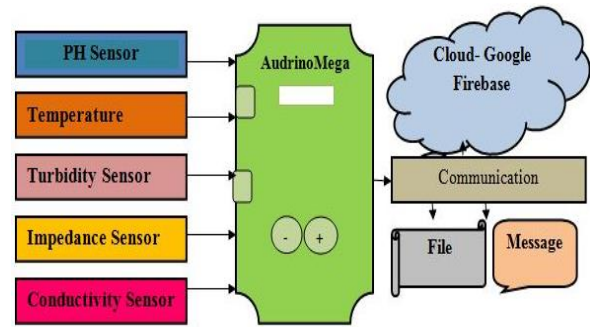 PH Sensor
Temperature
Turbidity Sensor
Impedance Sensor
Conductivity Sensor
AudrinoMega
- +
Cloud- Google
Firebase
Communication
File
Message